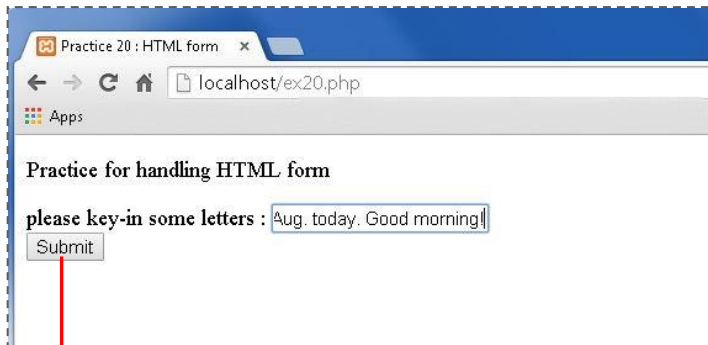 Practice 20 : HTML form ×
localhost/ex20.php
Apps
Practice for handling HTML form
please key-in some letters : Aug. today. Good morning!
Submit